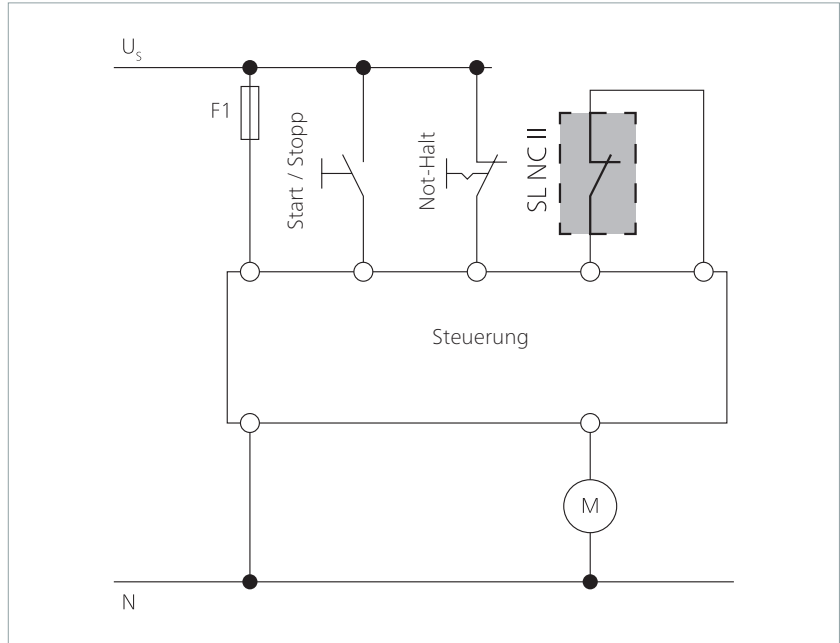 U_S
F1
Start / Stopp
Not-Halt
SL NC II
Steuerung
M
N